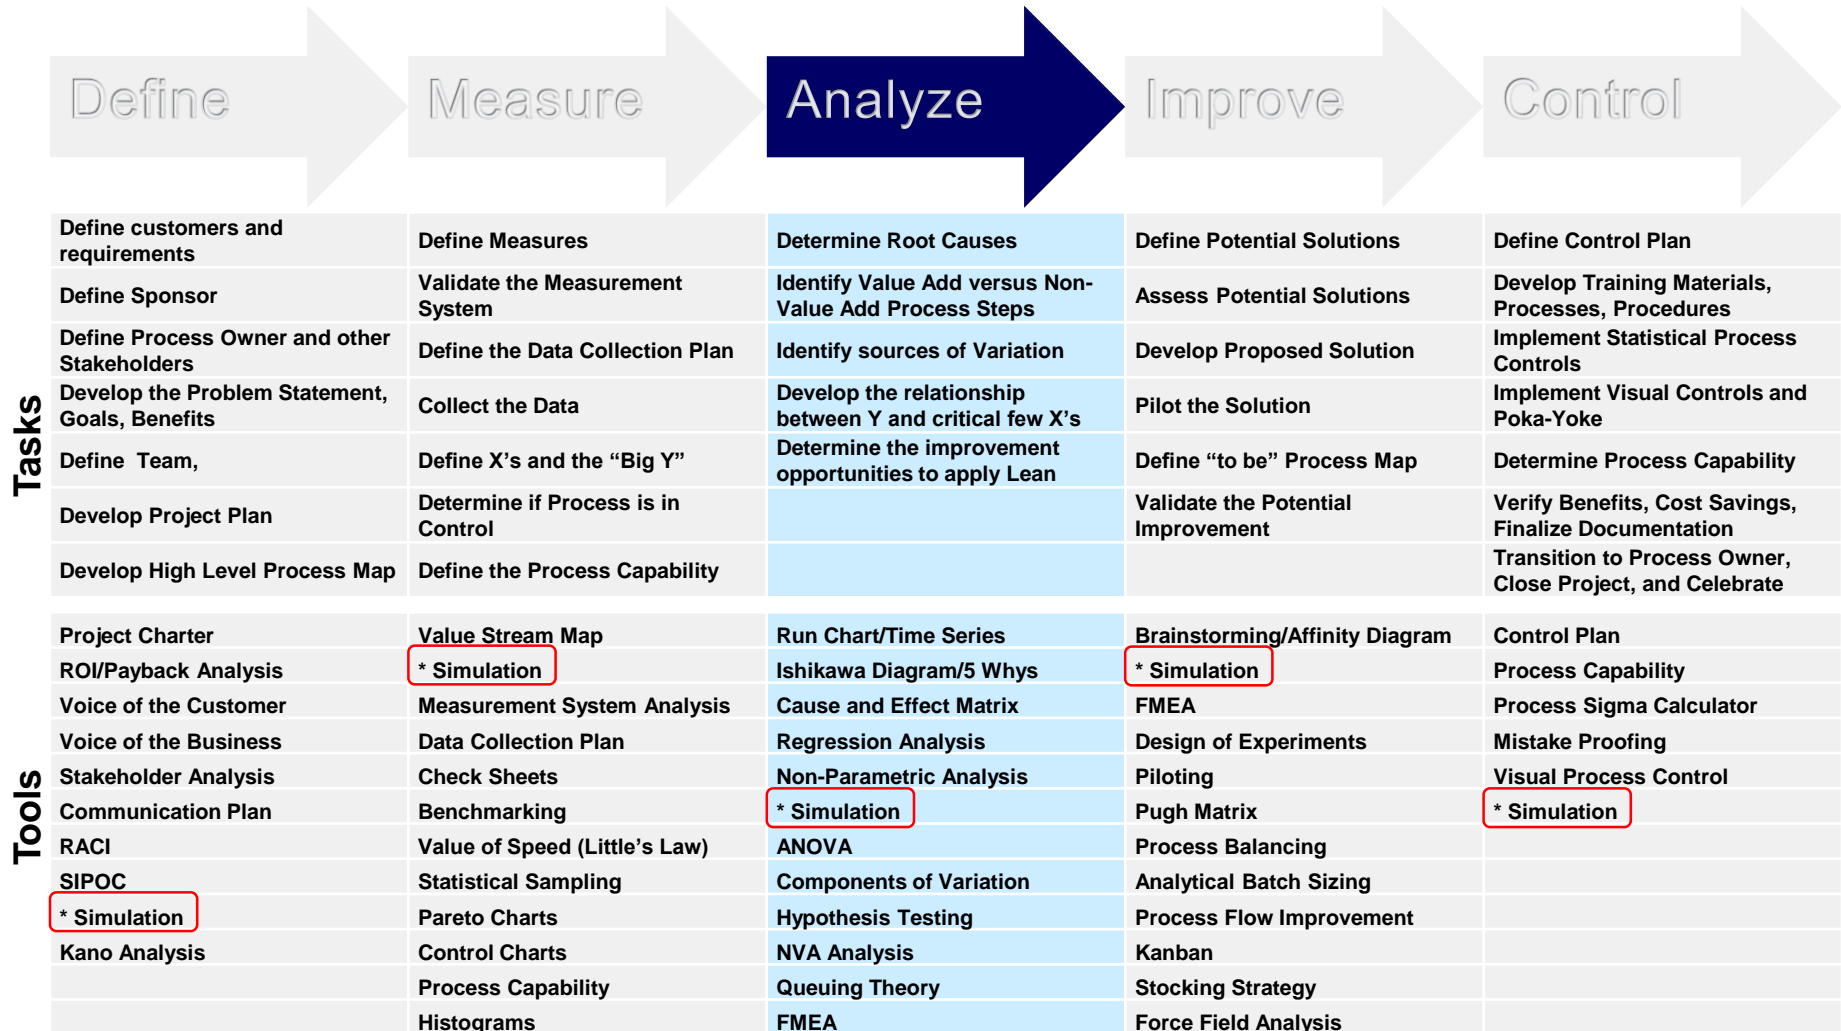 Define
Measure
Analyze
Improve
Control
Tasks
Define customers and
requirements
Define Measures
Determine Root Causes
Define Potential Solutions
Define Control Plan
Define Sponsor
Validate the Measurement
System
Identify Value Add versus Non-
Value Add Process Steps
Assess Potential Solutions
Develop Training Materials,
Processes, Procedures
Define Process Owner and other
Stakeholders
Define the Data Collection Plan
Identify sources of Variation
Develop Proposed Solution
Implement Statistical Process
Controls
Develop the Problem Statement,
Goals, Benefits
Collect the Data
Develop the relationship
between Y and critical few X’s
Pilot the Solution
Implement Visual Controls and
Poka-Yoke
Define Team,
Define X’s and the “Big Y”
Determine the improvement
opportunities to apply Lean
Define “to be” Process Map
Determine Process Capability
Develop Project Plan
Determine if Process is in
Control
Validate the Potential
Improvement
Verify Benefits, Cost Savings,
Finalize Documentation
Develop High Level Process Map
Define the Process Capability
Transition to Process Owner,
Close Project, and Celebrate
Tools
Project Charter
Value Stream Map
Run Chart/Time Series
Brainstorming/Affinity Diagram
Control Plan
ROI/Payback Analysis
* Simulation
Ishikawa Diagram/5 Whys
* Simulation
Process Capability
Voice of the Customer
Measurement System Analysis
Cause and Effect Matrix
FMEA
Process Sigma Calculator
Voice of the Business
Data Collection Plan
Regression Analysis
Design of Experiments
Mistake Proofing
Stakeholder Analysis
Check Sheets
Non-Parametric Analysis
Piloting
Visual Process Control
Communication Plan
Benchmarking
* Simulation
Pugh Matrix
* Simulation
RACI
Value of Speed (Little’s Law)
ANOVA
Process Balancing
SIPOC
Statistical Sampling
Components of Variation
Analytical Batch Sizing
* Simulation
Pareto Charts
Hypothesis Testing
Process Flow Improvement
Kano Analysis
Control Charts
NVA Analysis
Kanban
Process Capability
Queuing Theory
Stocking Strategy
Histograms
FMEA
Force Field Analysis